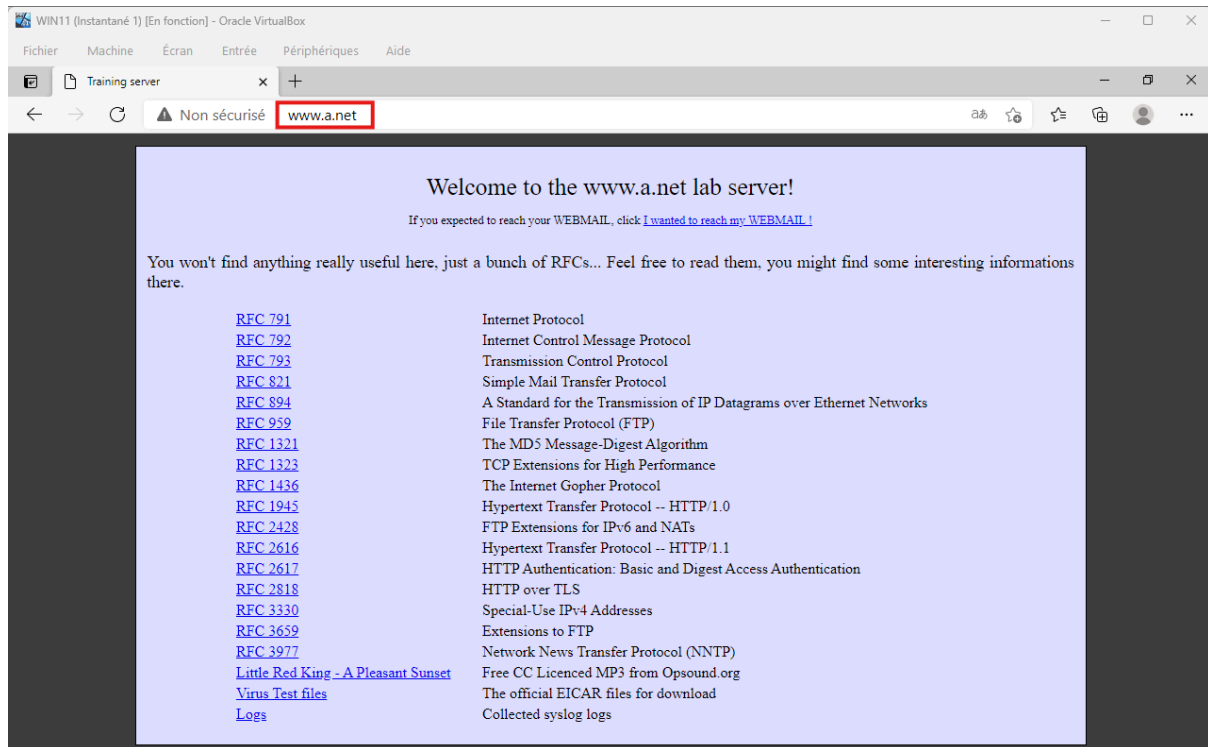 WIN11 (Instantané 1) [En fonction] - Oracle VirtualBox
Fichier Machine Écran Entrée Périphériques Aide
Training server
Non sécurisé www.a.net
Welcome to the www.a.net lab server!
If you expected to reach your WEBMAIL, click I wanted to reach my WEBMAIL !
You won't find anything really useful here, just a bunch of RFCs... Feel free to read them, you might find some interesting informations
there.
RFC 791 Internet Protocol
RFC 792 Internet Control Message Protocol
RFC 793 Transmission Control Protocol
RFC 821 Simple Mail Transfer Protocol
RFC 894 A Standard for the Transmission of IP Datagrams over Ethernet Networks
RFC 959 File Transfer Protocol (FTP)
RFC 1321 The MD5 Message-Digest Algorithm
RFC 1323 TCP Extensions for High Performance
RFC 1436 The Internet Gopher Protocol
RFC 1945 Hypertext Transfer Protocol -- HTTP/1.0
RFC 2428 FTP Extensions for IPv6 and NATs
RFC 2616 Hypertext Transfer Protocol -- HTTP/1.1
RFC 2617 HTTP Authentication: Basic and Digest Access Authentication
RFC 2818 HTTP over TLS
RFC 3330 Special-Use IPv4 Addresses
RFC 3659 Extensions to FTP
RFC 3977 Network News Transfer Protocol (NNTP)
Little Red King - A Pleasant Sunset Free CC Licenced MP3 from Opsound.org
Virus Test files The official EICAR files for download
Logs Collected syslog logs